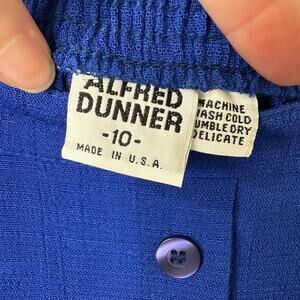 ALFRED
DUNNER
-10-
MADE IN U.S.A.
MACHINE
WASH COLD
TUMBLE DRY
DELICATE